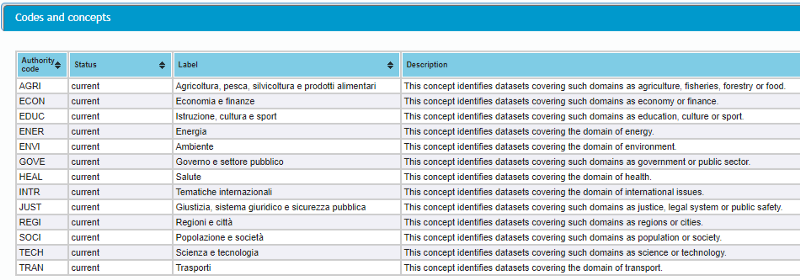 Codes and concepts
Authority code Status Label Description
AGRI current Agricoltura, pesca, silvicoltura e prodotti alimentari This concept identifies datasets covering such domains as agriculture, fisheries, forestry or food.
ECON current Economia e finanze This concept identifies datasets covering such domains as economy or finance.
EDUC current Istruzione, cultura e sport This concept identifies datasets covering such domains as education, culture or sport.
ENER current Energia This concept identifies datasets covering the domain of energy.
ENVI current Ambiente This concept identifies datasets covering the domain of environment.
GOVE current Governo e settore pubblico This concept identifies datasets covering such domains as government or public sector.
HEAL current Salute This concept identifies datasets covering the domain of health.
INTR current Tematiche internazionali This concept identifies datasets covering the domain of international issues.
JUST current Giustizia, sistema giuridico e sicurezza pubblica This concept identifies datasets covering such domains as justice, legal system or public safety.
REGI current Regioni e città This concept identifies datasets covering such domains as regions or cities.
SOCI current Popolazione e società This concept identifies datasets covering such domains as population or society.
TECH current Scienza e tecnologia This concept identifies datasets covering such domains as science or technology.
TRAN current Trasporti This concept identifies datasets covering the domain of transport.